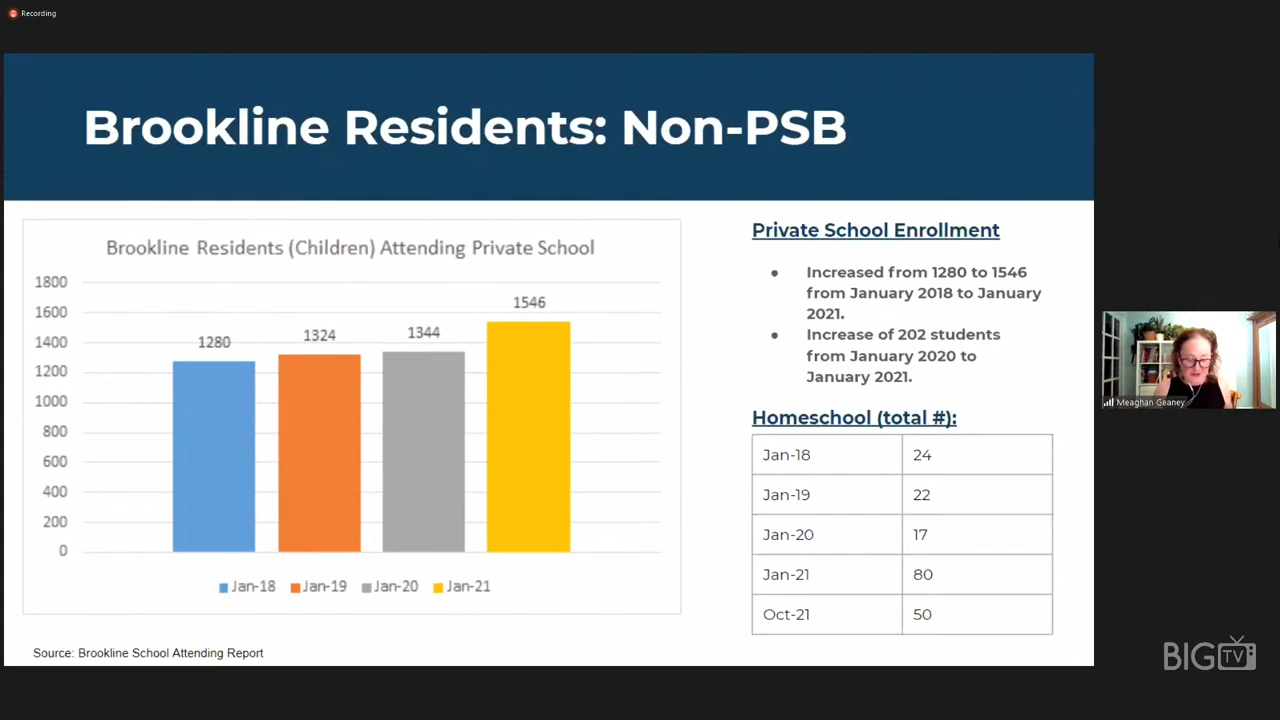 Recording
Brookline Residents: Non-PSB
Brookline Residents (Children) Attending Private School
1800
1600
1400
1200
1000
800
600
400
200
0
1280
1324
1344
1546
Jan-18 Jan-19 Jan-20 Jan-21
Source: Brookline School Attending Report
Private School Enrollment
● Increased from 1280 to 1546
from January 2018 to January
2021.
● Increase of 202 students
from January 2020 to
January 2021.
Homeschool (total #):
Jan-18 24
Jan-19 22
Jan-20 17
Jan-21 80
Oct-21 50
Meaghan Geaney
BIG TV